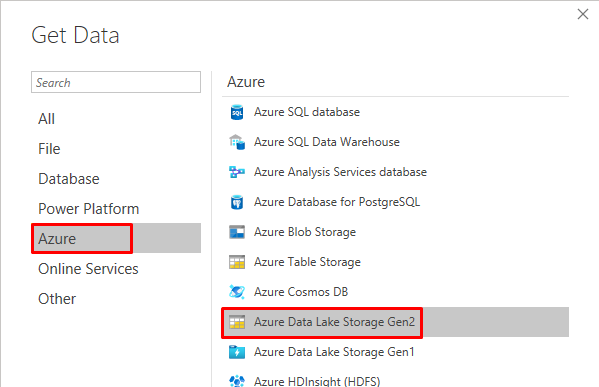 Get Data
Search
All
File
Database
Power Platform
Azure
Online Services
Other
Azure
Azure SQL database
Azure SQL Data Warehouse
Azure Analysis Services database
Azure Database for PostgreSQL
Azure Blob Storage
Azure Table Storage
Azure Cosmos DB
Azure Data Lake Storage Gen2
Azure Data Lake Storage Gen1
Azure HDInsight (HDFS)